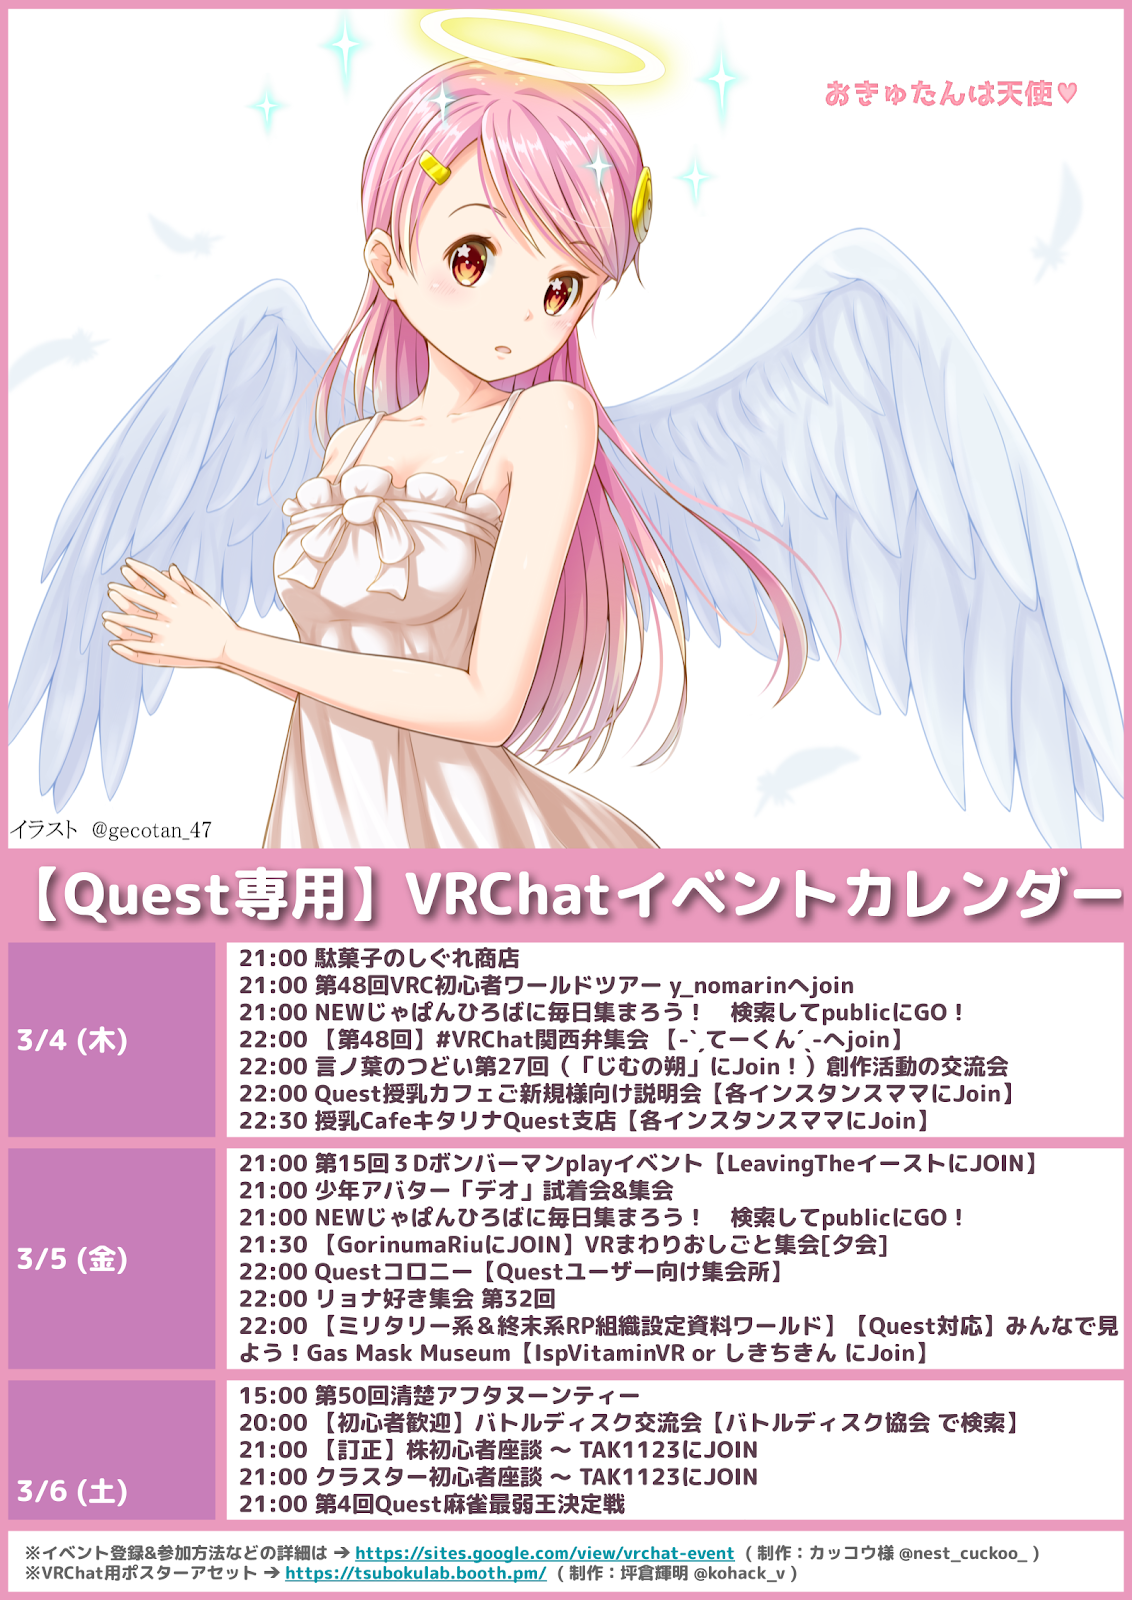 おきゅたんは天使♥
イラスト @gecotan_47
【Quest専用】VRChatイベントカレンダー
3/4 (木)
21:00 駄菓子のしぐれ商店
21:00 第48回VRC初心者ワールドツアー y_nomarinへjoin
21:00 NEWじゃぱんひろばに毎日集まろう！　検索してpublicにGO！
22:00 【第48回】#VRChat関西弁集会 【-`ˏてーくん´ˎ-へjoin】
22:00 言ノ葉のつどい第27回（「じむの朔」にJoin！）創作活動の交流会
22:00 Quest授乳カフェご新規様向け説明会【各インスタンスママにJoin】
22:30 授乳CafeキタリナQuest支店【各インスタンスママにJoin】
3/5 (金)
21:00 第15回３Dボンバーマンplayイベント【LeavingTheイーストにJOIN】
21:00 少年アバター「デオ」試着会&集会
21:00 NEWじゃぱんひろばに毎日集まろう！　検索してpublicにGO！
21:30 【GorinumaRiuにJOIN】VRまわりおしごと集会[夕会]
22:00 Questコロニー【Questユーザー向け集会所】
22:00 リョナ好き集会 第32回
22:00 【ミリタリー系＆終末系RP組織設定資料ワールド】【Quest対応】みんなで見
よう！Gas Mask Museum【IspVitaminVR or しきちきん にJoin】
3/6 (土)
15:00 第50回清楚アフタヌーンティー
20:00 【初心者歓迎】バトルディスク交流会【バトルディスク協会 で検索】
21:00 【訂正】株初心者座談 ～ TAK1123にJOIN
21:00 クラスター初心者座談 ～ TAK1123にJOIN
21:00 第4回Quest麻雀最弱王決定戦
※イベント登録&参加方法などの詳細は ➔ https://sites.google.com/view/vrchat-event （制作：カッコウ様 @nest_cuckoo_ ）
※VRChat用ポスターアセット ➔ https://tsubokulab.booth.pm/ （制作：坪倉輝明 @kohack_v ）